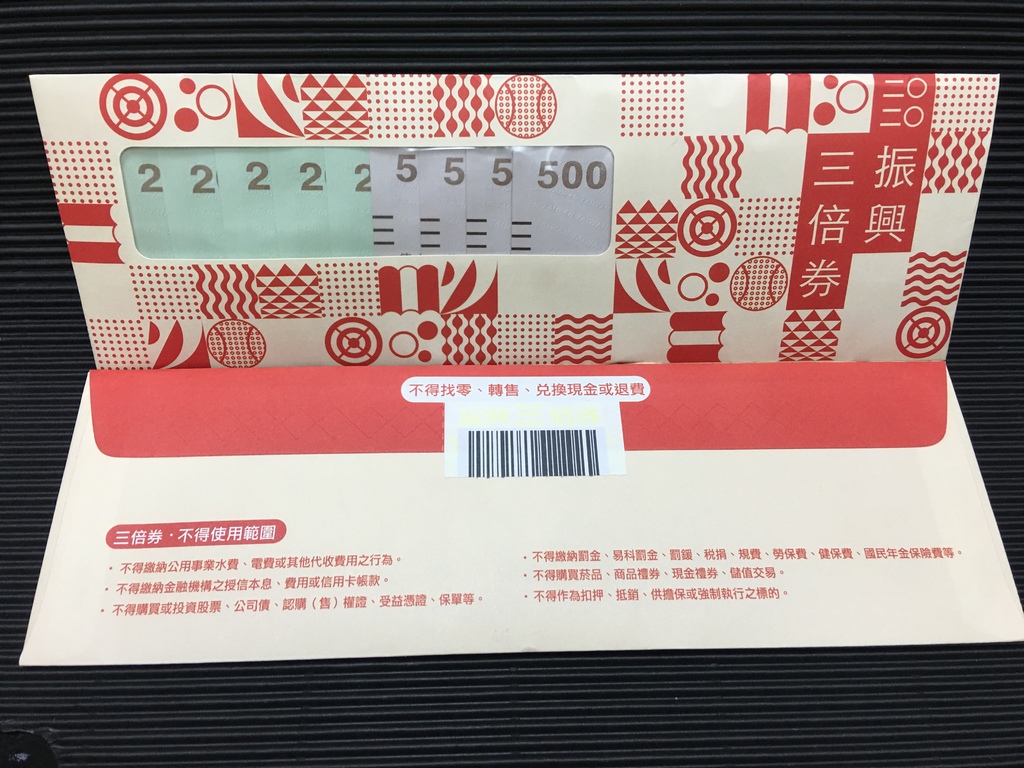 二〇二〇
振興
三倍券
2 2 2 2 2 5 5 5 500
不得找零、轉售、兌換現金或退費
三倍券・不得使用範圍
・不得繳納公用事業水費、電費或其他代收費用之行為。
・不得繳納金融機構之授信本息、費用或信用卡帳款。
・不得購買或投資股票、公司債、認購（售）權證、受益憑證、保單等。
・不得繳納罰金、易科罰金、罰鍰、税捐、規費、勞保費、健保費、國民年金保險費等。
・不得購買菸品、商品禮券、現金禮券、儲值交易。
・不得作為扣押、抵銷、供擔保或強制執行之標的。